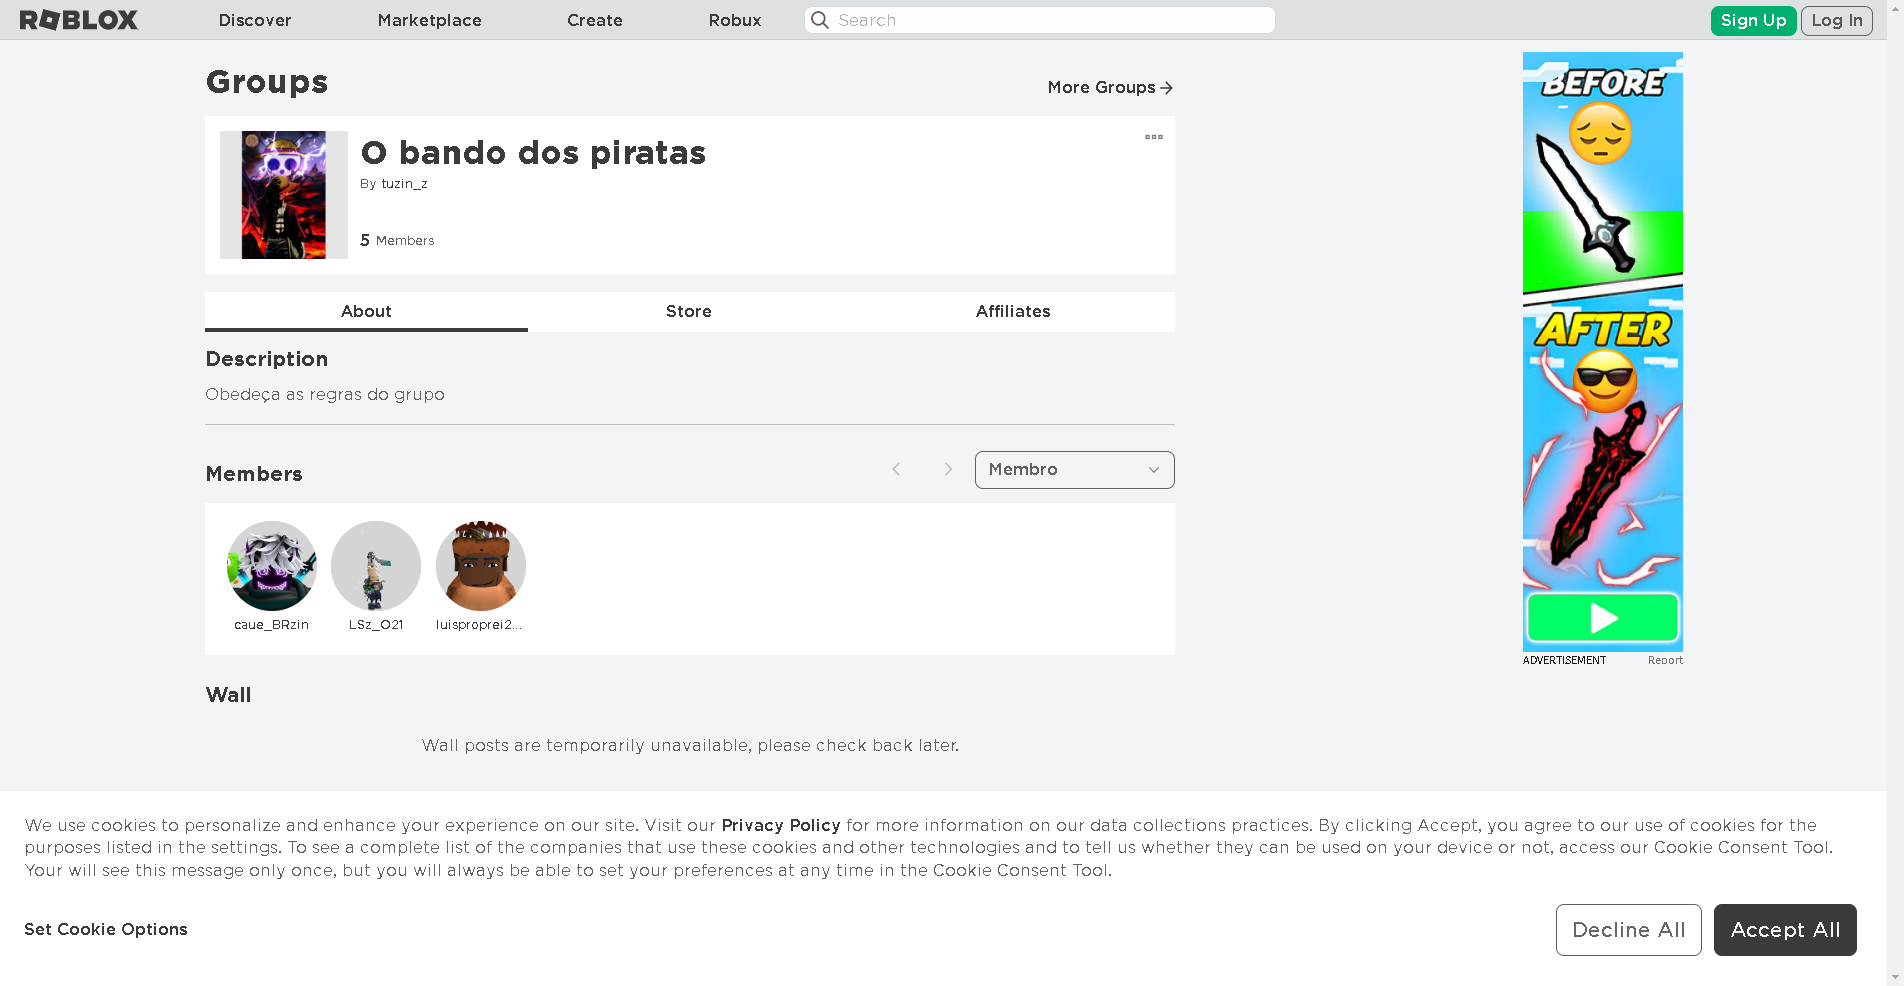 ROBLOX Discover Marketplace Create Robux Search Sign Up Log In
Groups
More Groups
O bando dos piratas
By tuzin_z
5 Members
About Store Affiliates
Description
Obedeça as regras do grupo
Members
Membro
caue_BRzin LSz_O21 luisproprei2...
Wall
Wall posts are temporarily unavailable, please check back later.
BEFORE
AFTER
ADVERTISEMENT Report
We use cookies to personalize and enhance your experience on our site. Visit our Privacy Policy for more information on our data collections practices. By clicking Accept, you agree to our use of cookies for the
purposes listed in the settings. To see a complete list of the companies that use these cookies and other technologies and to tell us whether they can be used on your device or not, access our Cookie Consent Tool.
Your will see this message only once, but you will always be able to set your preferences at any time in the Cookie Consent Tool.
Set Cookie Options
Decline All Accept All